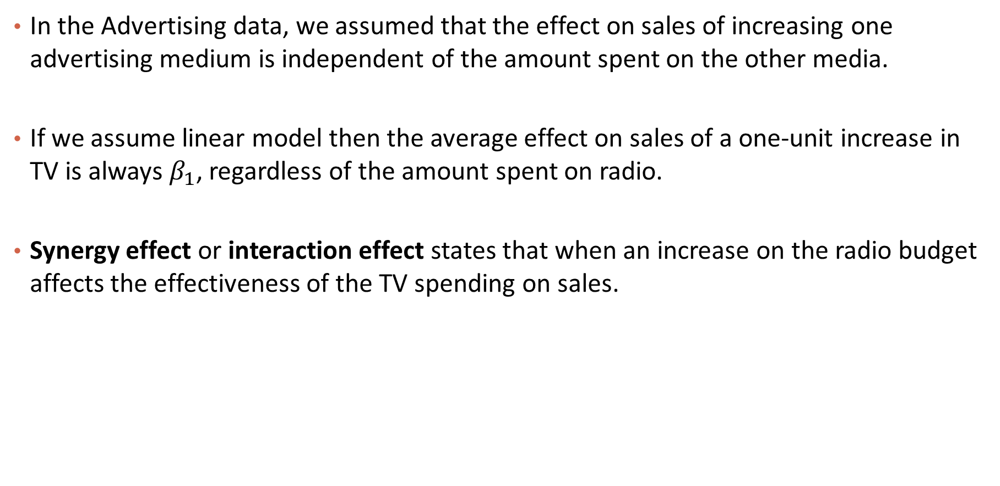 • In the Advertising data, we assumed that the effect on sales of increasing one
advertising medium is independent of the amount spent on the other media.
• If we assume linear model then the average effect on sales of a one-unit increase in
TV is always β₁, regardless of the amount spent on radio.
• Synergy effect or interaction effect states that when an increase on the radio budget
affects the effectiveness of the TV spending on sales.